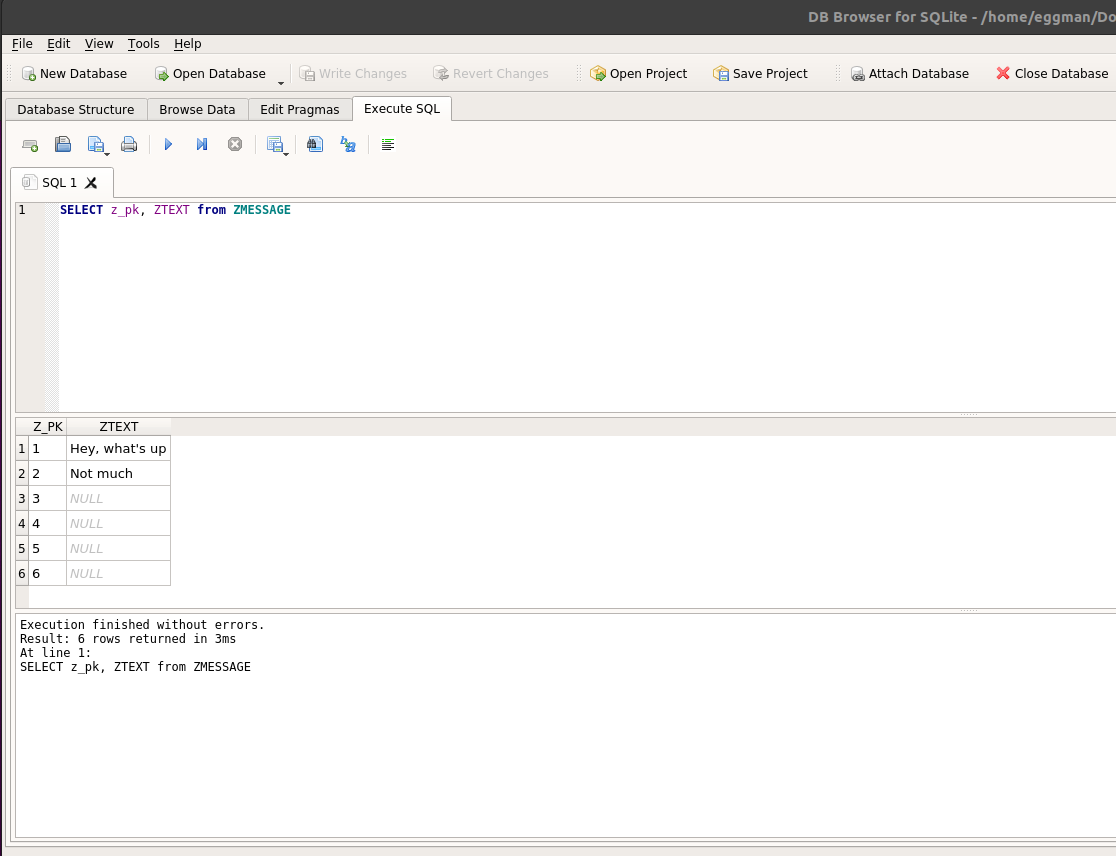 DB Browser for SQLite - /home/eggman/Do
File Edit View Tools Help
New Database Open Database Write Changes Revert Changes Open Project Save Project Attach Database Close Database
Database Structure Browse Data Edit Pragmas Execute SQL
SQL 1
1 SELECT z_pk, ZTEXT from ZMESSAGE
Z_PK ZTEXT
1 1 Hey, what's up
2 2 Not much
3 3 NULL
4 4 NULL
5 5 NULL
6 6 NULL
Execution finished without errors.
Result: 6 rows returned in 3ms
At line 1:
SELECT z_pk, ZTEXT from ZMESSAGE